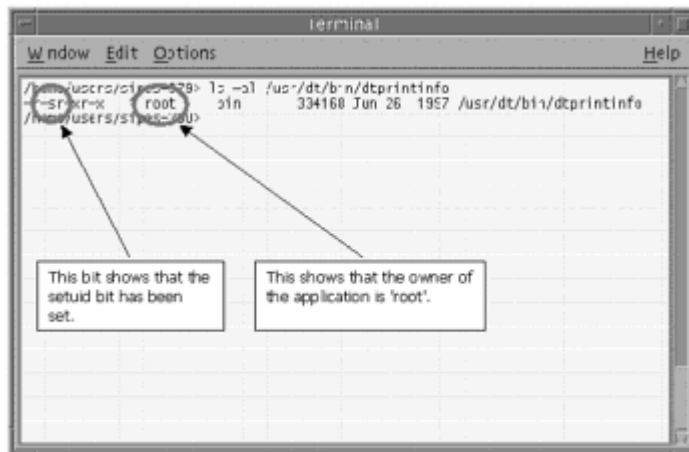 Terminal
Window Edit Options Help
ls -al /usr/dt/bin/dtprintinfo
root bin 334168 Jun 26 1997 /usr/dt/bin/dtprintinfo
This bit shows that the
setuid bit has been
set.
This shows that the owner of
the application is 'root'.